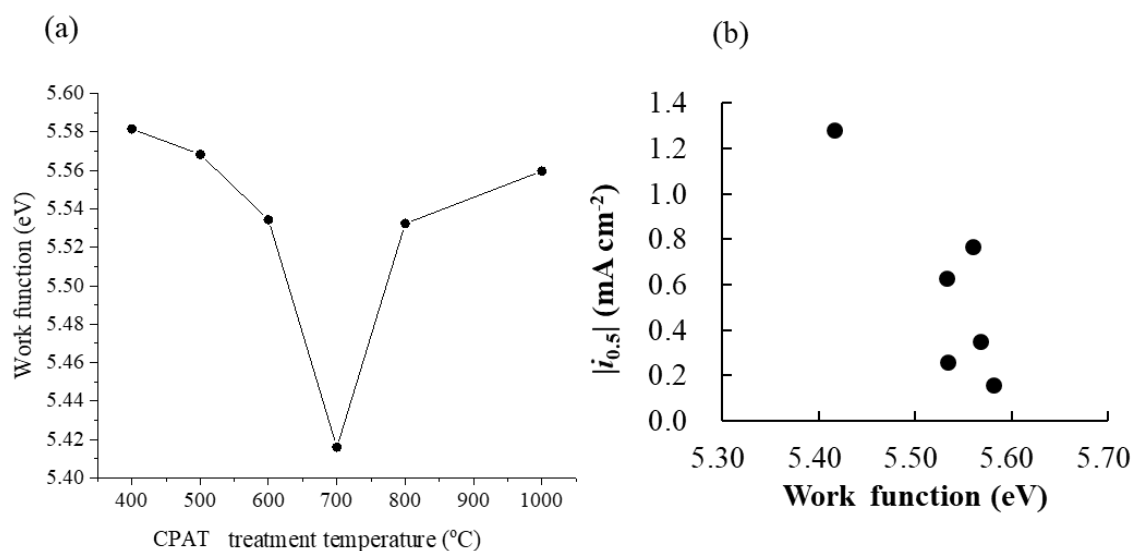 (a)
5.60
5.58
5.56
5.54
5.52
5.50
5.48
5.46
5.44
5.42
5.40
Work function (eV)
400 500 600 700 800 900 1000
CPAT treatment temperature (°C)
(b)
1.4
1.2
1.0
0.8
0.6
0.4
0.2
0.0
|i0.5| (mA cm-2)
5.30 5.40 5.50 5.60 5.70
Work function (eV)